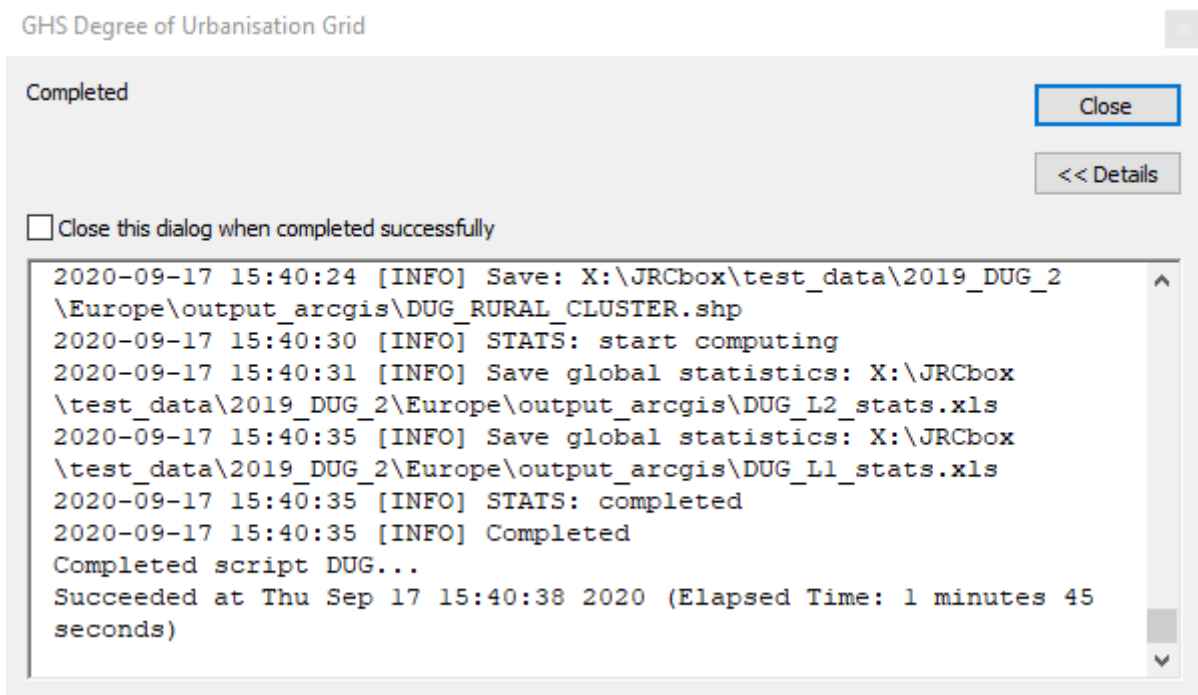 GHS Degree of Urbanisation Grid
Completed
Close
<< Details
Close this dialog when completed successfully
2020-09-17 15:40:24 [INFO] Save: X:\JRCbox\test_data\2019_DUG_2
\Europe\output_arcgis\DUG_RURAL_CLUSTER.shp
2020-09-17 15:40:30 [INFO] STATS: start computing
2020-09-17 15:40:31 [INFO] Save global statistics: X:\JRCbox
\test_data\2019_DUG_2\Europe\output_arcgis\DUG_L2_stats.xls
2020-09-17 15:40:35 [INFO] Save global statistics: X:\JRCbox
\test_data\2019_DUG_2\Europe\output_arcgis\DUG_L1_stats.xls
2020-09-17 15:40:35 [INFO] STATS: completed
2020-09-17 15:40:35 [INFO] Completed
Completed script DUG...
Succeeded at Thu Sep 17 15:40:38 2020 (Elapsed Time: 1 minutes 45
seconds)